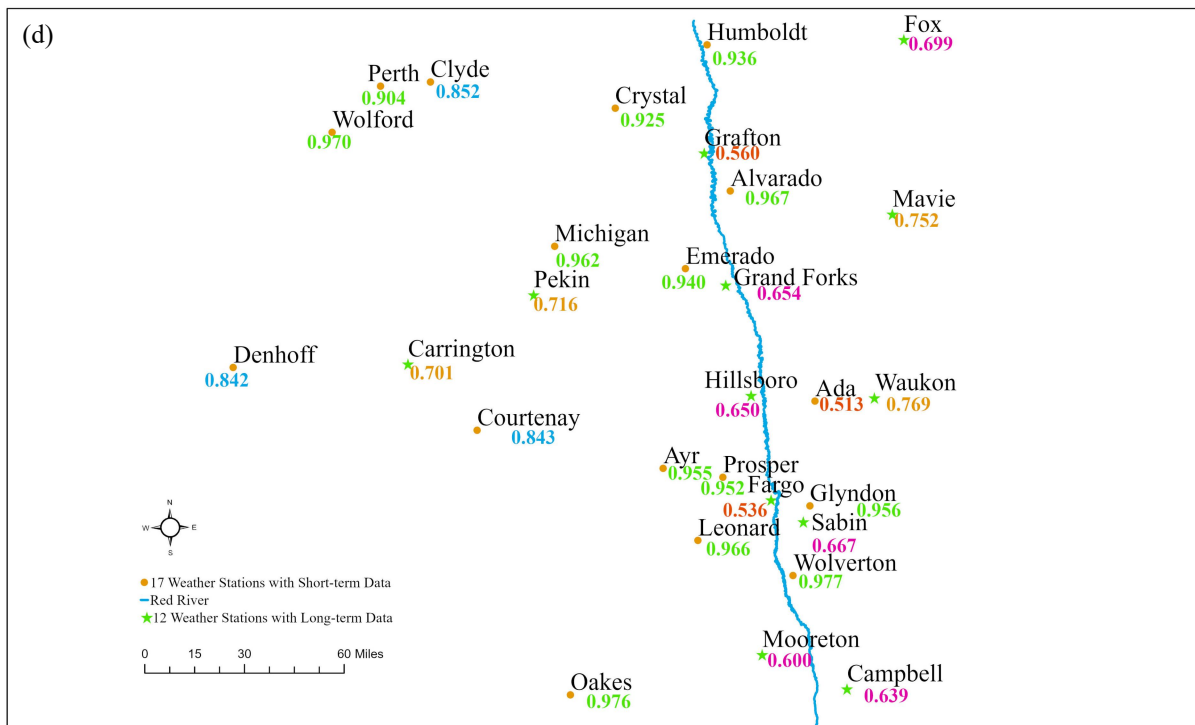 (d)
Fox
0.699
Humboldt
0.936
Perth
0.904
Clyde
0.852
Wolford
0.970
Crystal
0.925
Grafton
0.560
Alvarado
0.967
Mavie
0.752
Michigan
0.962
Emerado
0.940
Pekin
0.716
Grand Forks
0.654
Denhoff
0.842
Carrington
0.701
Hillsboro
0.650
Ada
0.513
Waukon
0.769
Courtenay
0.843
Ayr
0.955
Prosper
0.952
Fargo
0.536
Glyndon
0.956
Sabin
0.667
Leonard
0.966
Wolverton
0.977
Mooreton
0.600
Campbell
0.639
Oakes
0.976
N
W
E
S
17 Weather Stations with Short-term Data
Red River
12 Weather Stations with Long-term Data
0 15 30 60 Miles